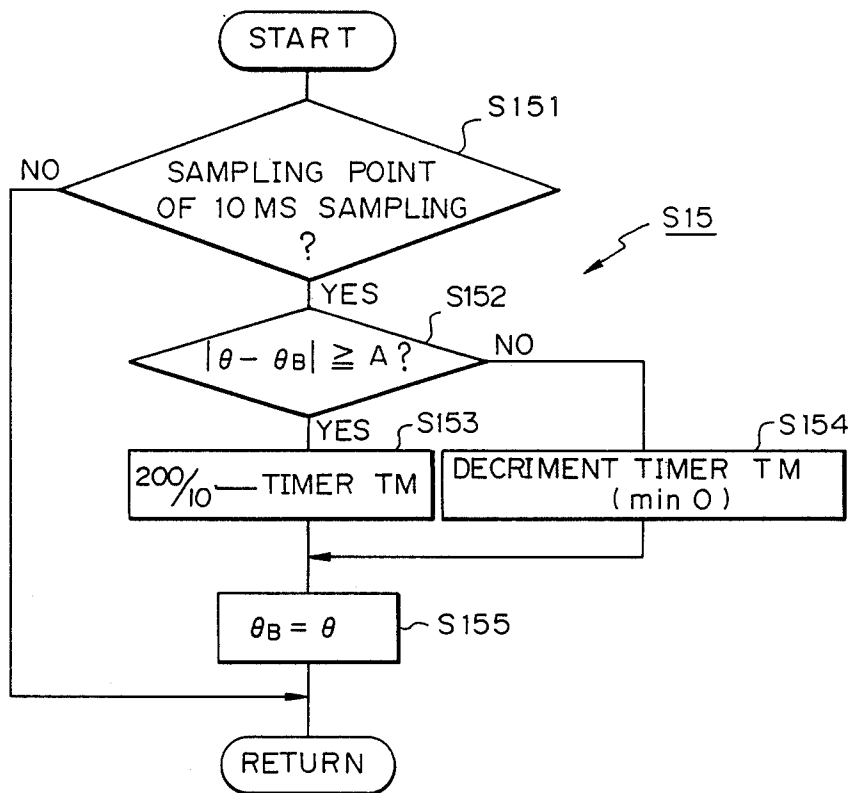 START
S151
NO
SAMPLING POINT
OF 10 MS SAMPLING
?
S15
YES
S152
|θ - θB| ≧ A ?
NO
YES
S153
S154
200/10 — TIMER TM
DECRIMENT TIMER TM
(min 0)
θB = θ
S155
RETURN